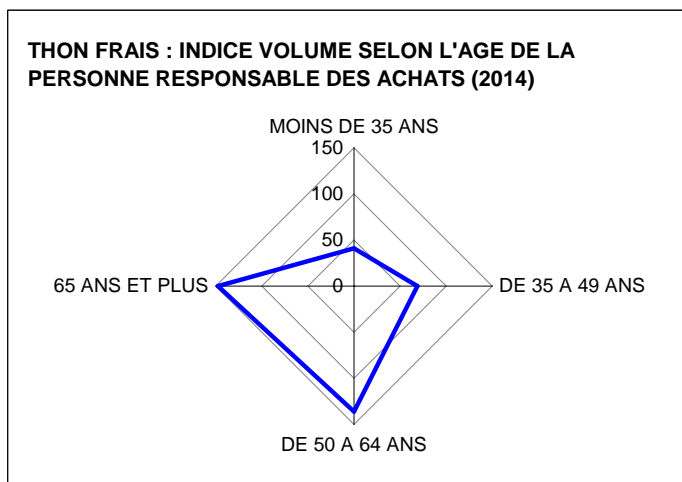 THON FRAIS : INDICE VOLUME SELON L'AGE DE LA
PERSONNE RESPONSABLE DES ACHATS (2014)
MOINS DE 35 ANS
150
100
50
0
65 ANS ET PLUS
DE 35 A 49 ANS
DE 50 A 64 ANS